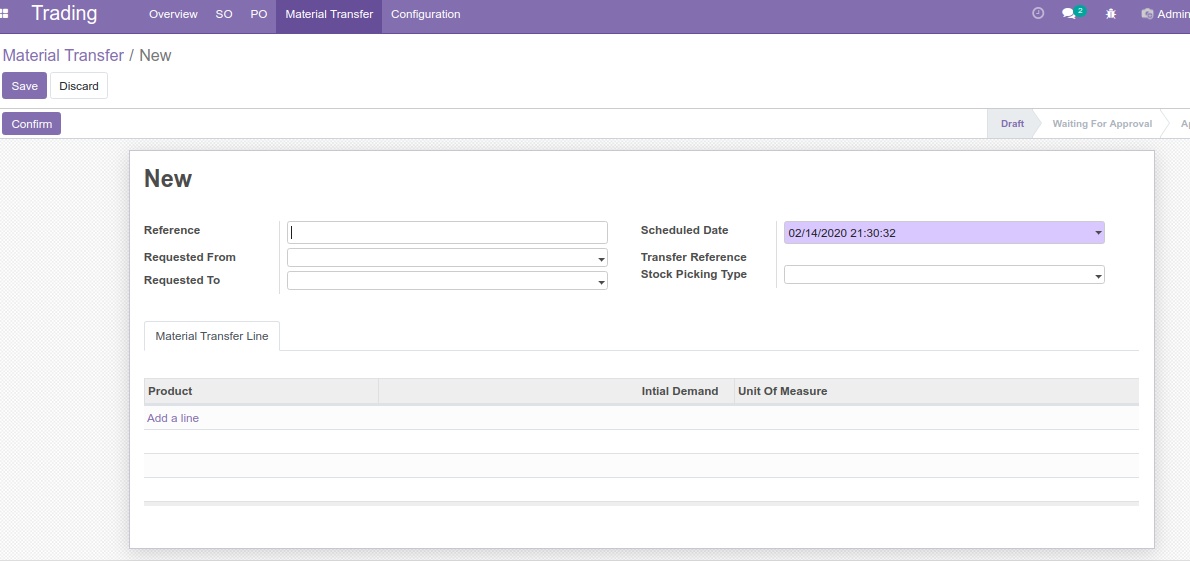 Trading Overview SO PO Material Transfer Configuration 2 Admin
Material Transfer / New
Save Discard
Confirm Draft Waiting For Approval
New
Reference Scheduled Date 02/14/2020 21:30:32
Requested From Transfer Reference
Requested To Stock Picking Type
Material Transfer Line
Product Intial Demand Unit Of Measure
Add a line